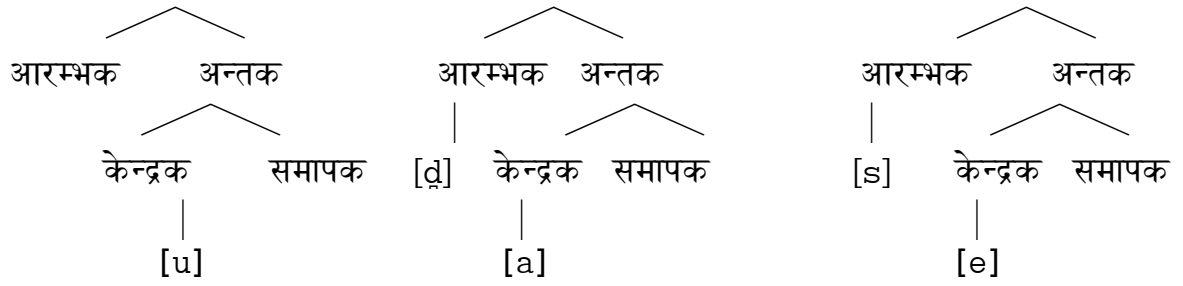 आरम्भक अन्तक आरम्भक अन्तक आरम्भक अन्तक
केन्द्रक समापक [d̪] केन्द्रक समापक [s] केन्द्रक समापक
[u] [a] [e]